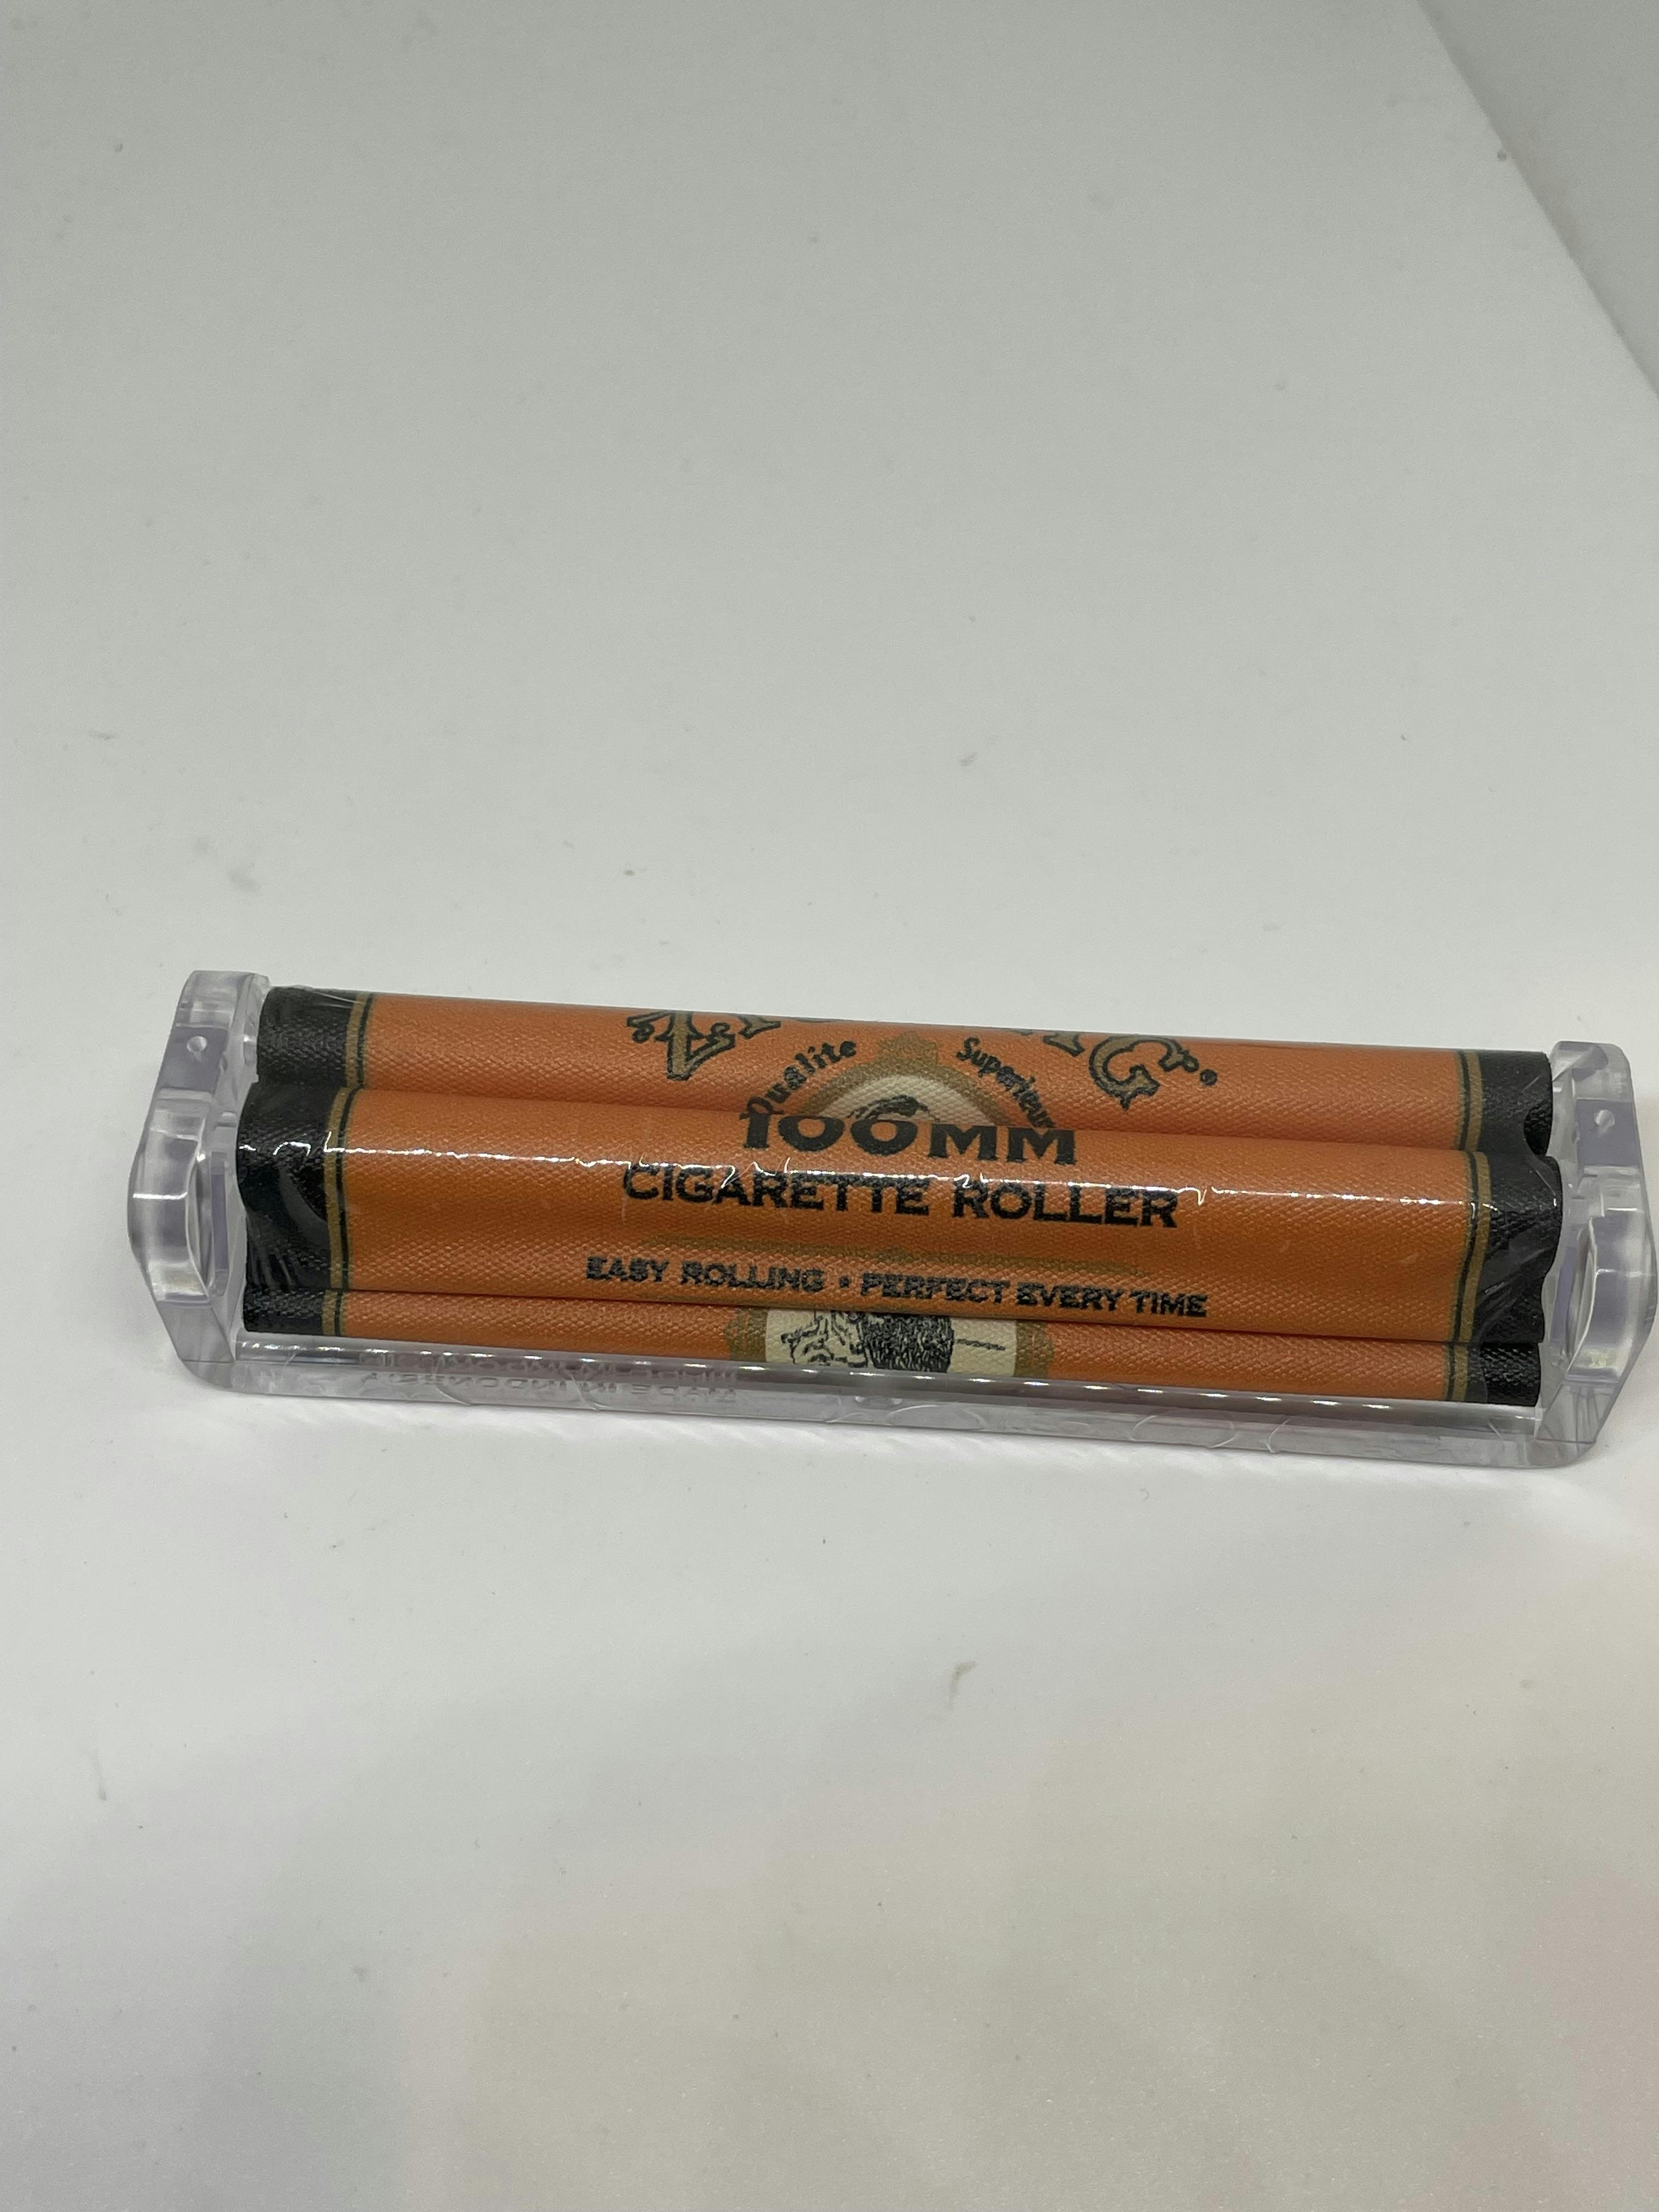 Qualite Superieure
100MM
CIGARETTE ROLLER
EASY ROLLING • PERFECT EVERY TIME